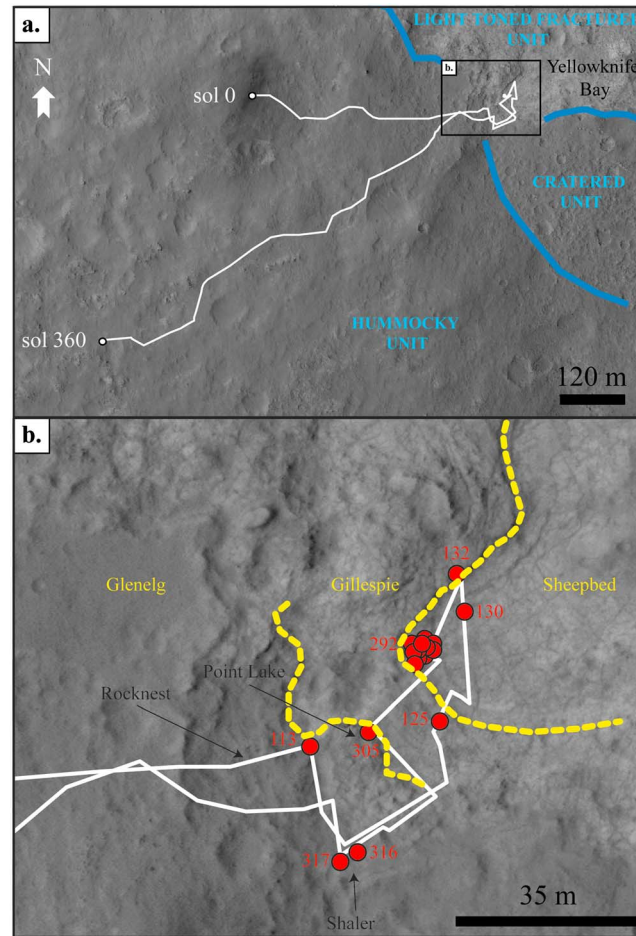 a.
LIGHT TONED FRACTURED
UNIT
N
b.
Yellowknife
Bay
sol 0
CRATERED
UNIT
sol 360
HUMMOCKY
UNIT
120 m
b.
132
Glenelg
Gillespie
Sheepbed
130
292
Point Lake
Rocknest
125
113
305
317
316
Shaler
35 m